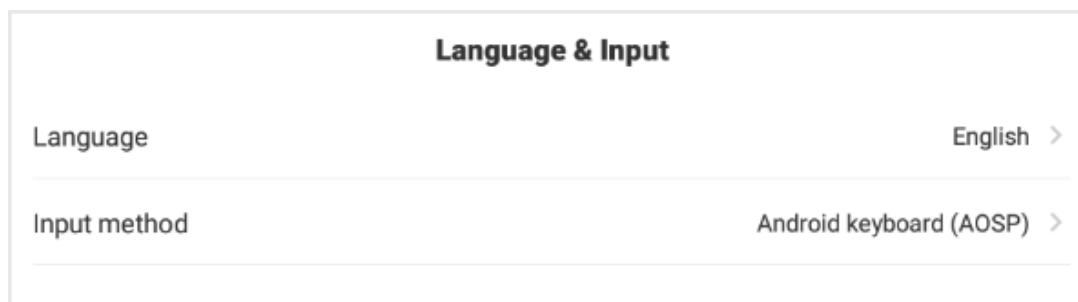 Language & Input
Language English
Input method Android keyboard (AOSP)